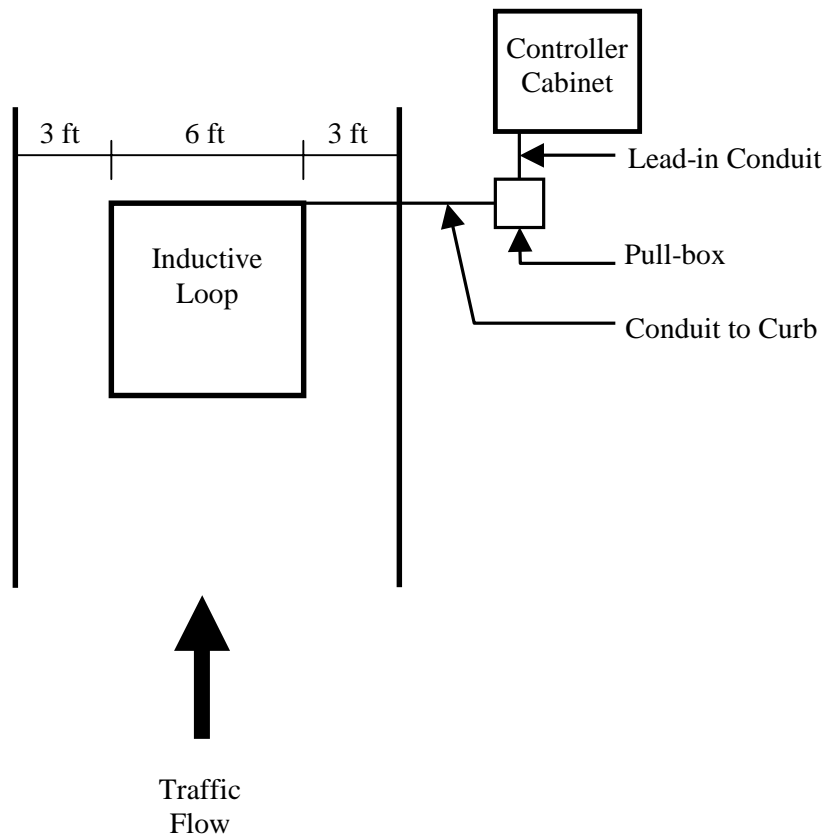 Controller
Cabinet
3 ft
6 ft
3 ft
Lead-in Conduit
Inductive
Loop
Pull-box
Conduit to Curb
Traffic
Flow